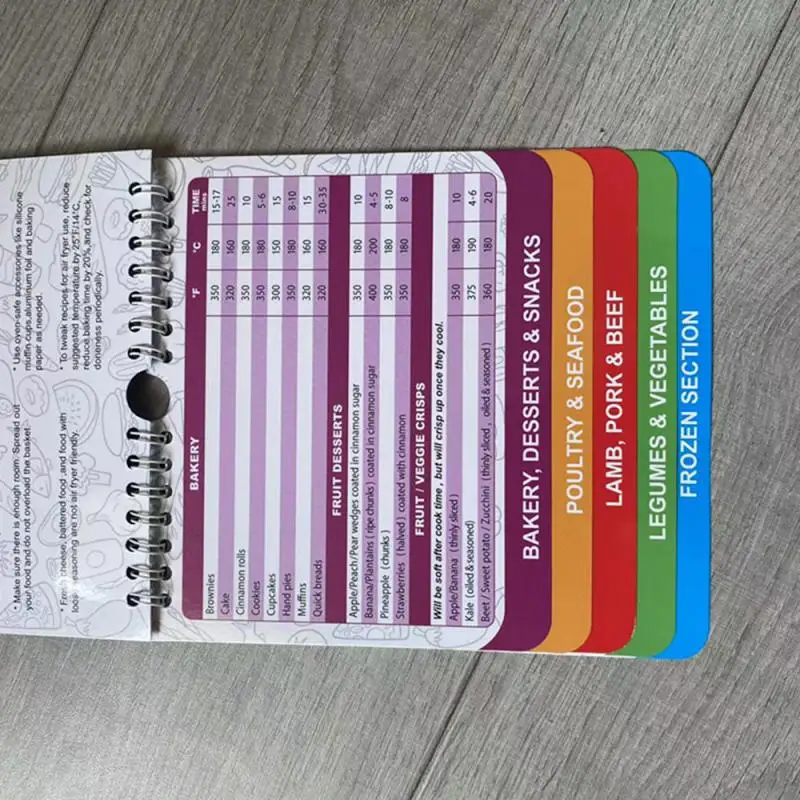 * Make sure there is enough room. Spread out
your food and do not overload the basket.
* Fresh cheese, battered food ,and food with
loose seasoning are not air fryer friendly.
* Use oven-safe accessories like silicone
muffin cups,aluminum foil and baking
paper as needed.
* To tweak recipes for air fryer use, reduce
suggested temperature by 25°F/14°C,
reduce baking time by 20%,and check for
doneness periodically.
BAKERY °F °C TIME mins
Brownies 350 180 15-17
Cake 320 160 25
Cinnamon rolls 350 180 10
Cookies 350 180 5-6
Cupcakes 300 150 15
Hand pies 350 180 8-10
Muffins 320 160 15
Quick breads 320 160 30-35
FRUIT DESSERTS
Apple/Peach/Pear wedges coated in cinnamon sugar 350 180 10
Banana/Plantains ( ripe chunks ) coated in cinnamon sugar 400 200 4-5
Pineapple (chunks ) 350 180 8-10
Strawberries (halved ) coated with cinnamon 350 180 8
FRUIT / VEGGIE CRISPS
Will be soft after cook time , but will crisp up once they cool.
Apple/Banana ( thinly sliced ) 350 180 10
Kale (oiled & seasoned) 375 190 4-6
Beet / Sweet potato / Zucchini ( thinly sliced , oiled & seasoned ) 360 180 20
BAKERY, DESSERTS & SNACKS
POULTRY & SEAFOOD
LAMB, PORK & BEEF
LEGUMES & VEGETABLES
FROZEN SECTION